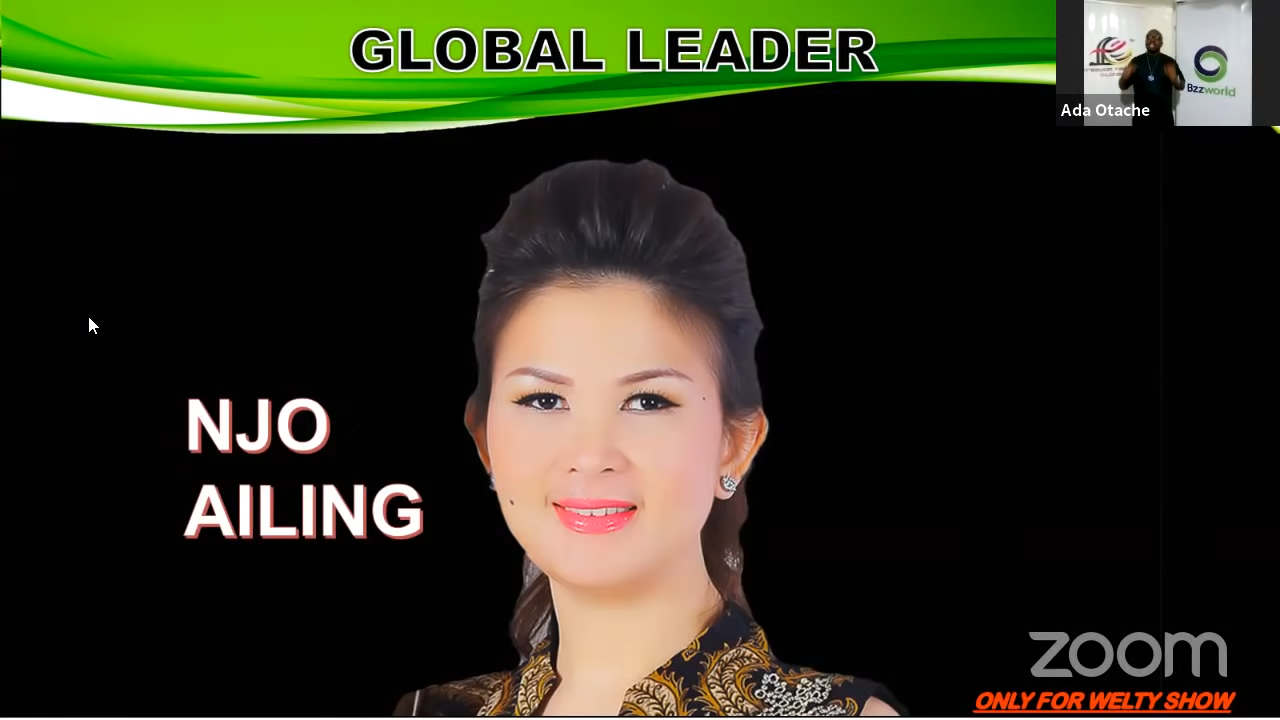 GLOBAL LEADER
Bzzworld
Ada Otache
NJO
AILING
zoom
ONLY FOR WELTY SHOW